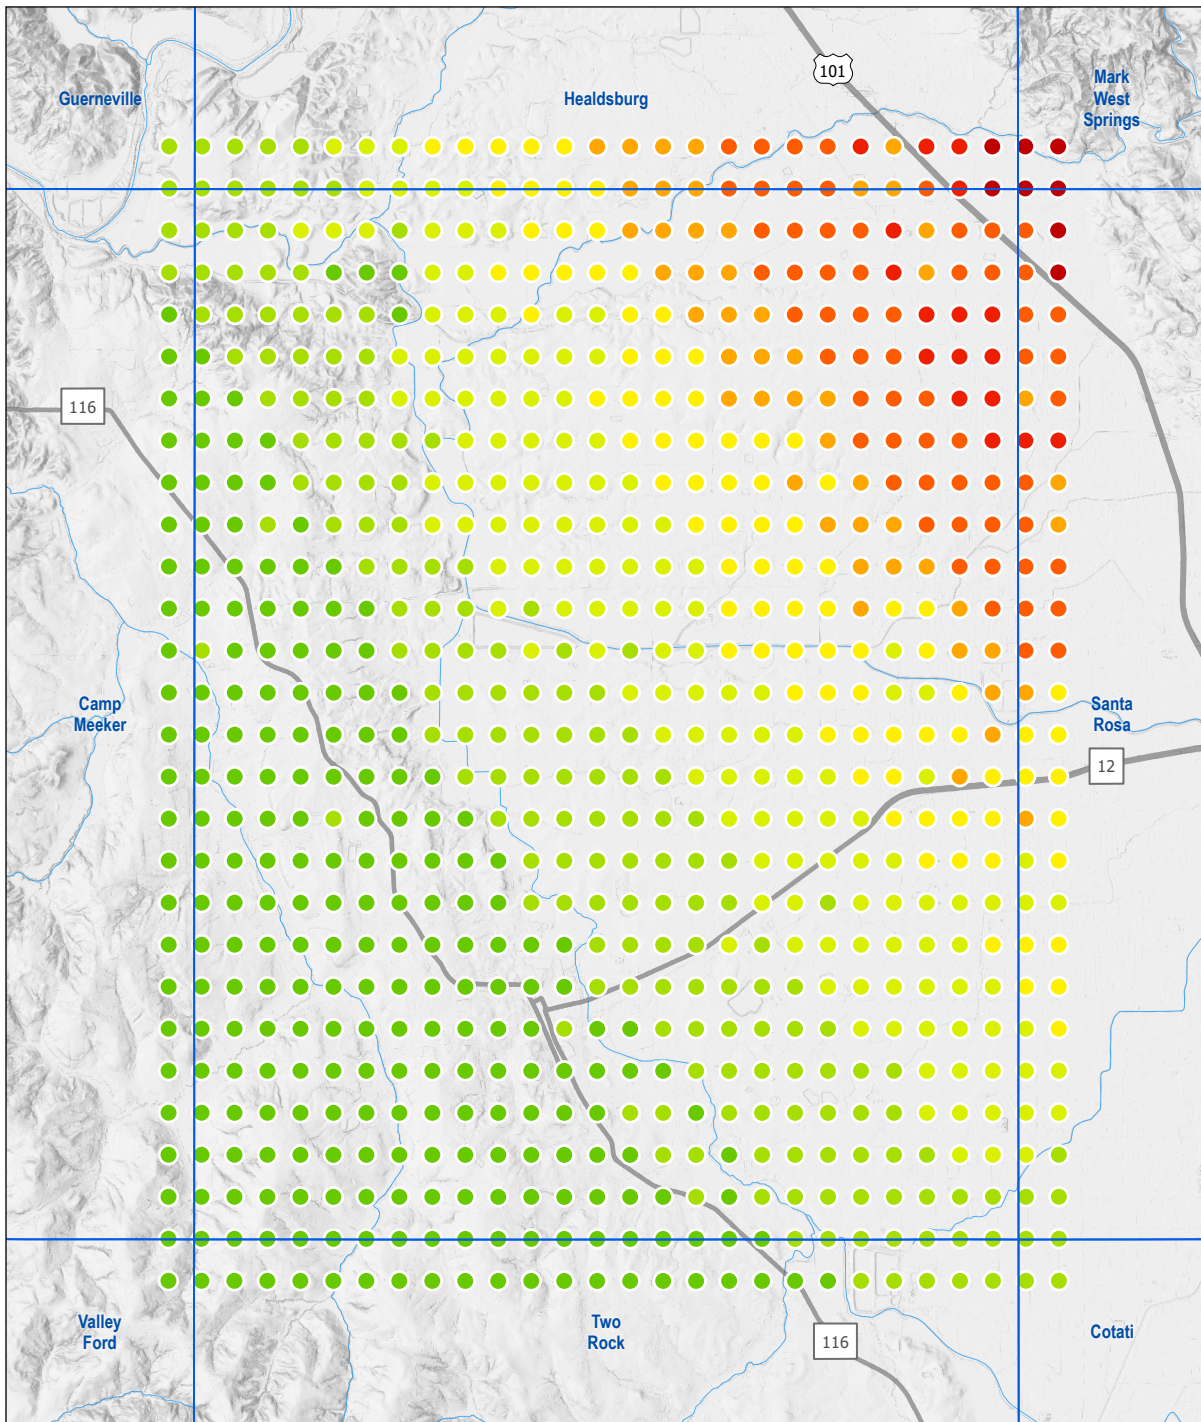 101
Guerneville
Healdsburg
Mark
West
Springs
116
Camp
Meeker
Santa
Rosa
12
Valley
Ford
Two
Rock
116
Cotati